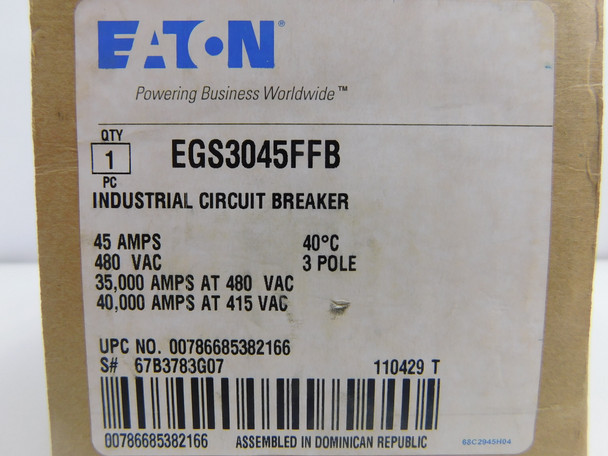 EATON
Powering Business Worldwide™
QTY
1 EGS3045FFB
PC
INDUSTRIAL CIRCUIT BREAKER
45 AMPS 40°C
480 VAC 3 POLE
35,000 AMPS AT 480 VAC
40,000 AMPS AT 415 VAC
UPC NO. 00786685382166
S# 67B3783G07 110429 T
00786685382166 ASSEMBLED IN DOMINICAN REPUBLIC 68C2945H04